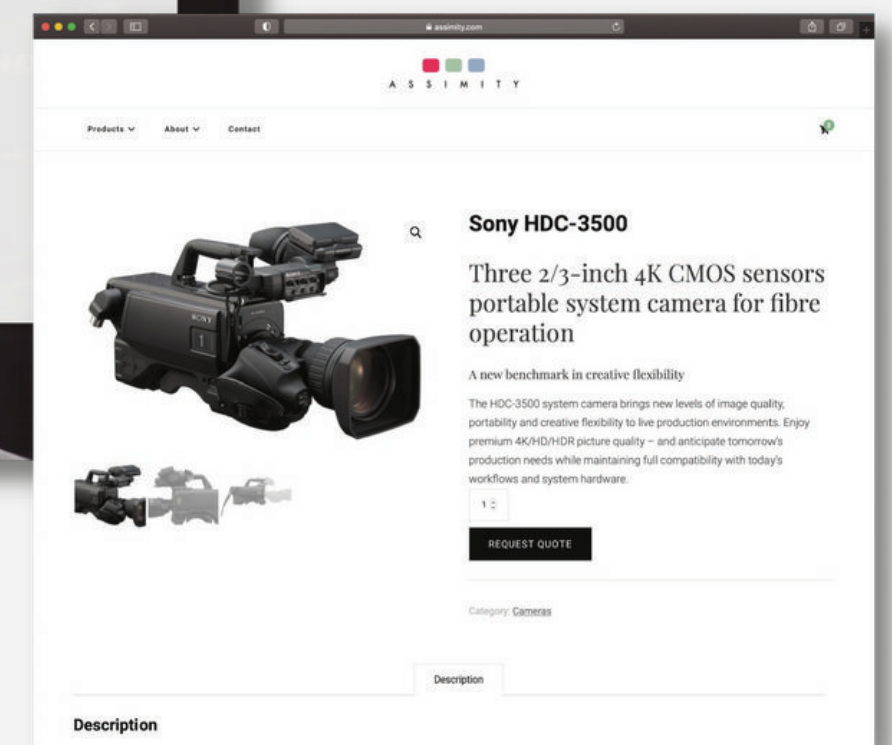 assimity.com
ASSIMITY
Products
About
Contact
SONY
1
Sony HDC-3500
Three 2/3-inch 4K CMOS sensors
portable system camera for fibre
operation
A new benchmark in creative flexibility
The HDC-3500 system camera brings new levels of image quality,
portability and creative flexibility to live production environments. Enjoy
premium 4K/HD/HDR picture quality – and anticipate tomorrow's
production needs while maintaining full compatibility with today's
workflows and system hardware.
1
REQUEST QUOTE
Category: Cameras
Description
Description